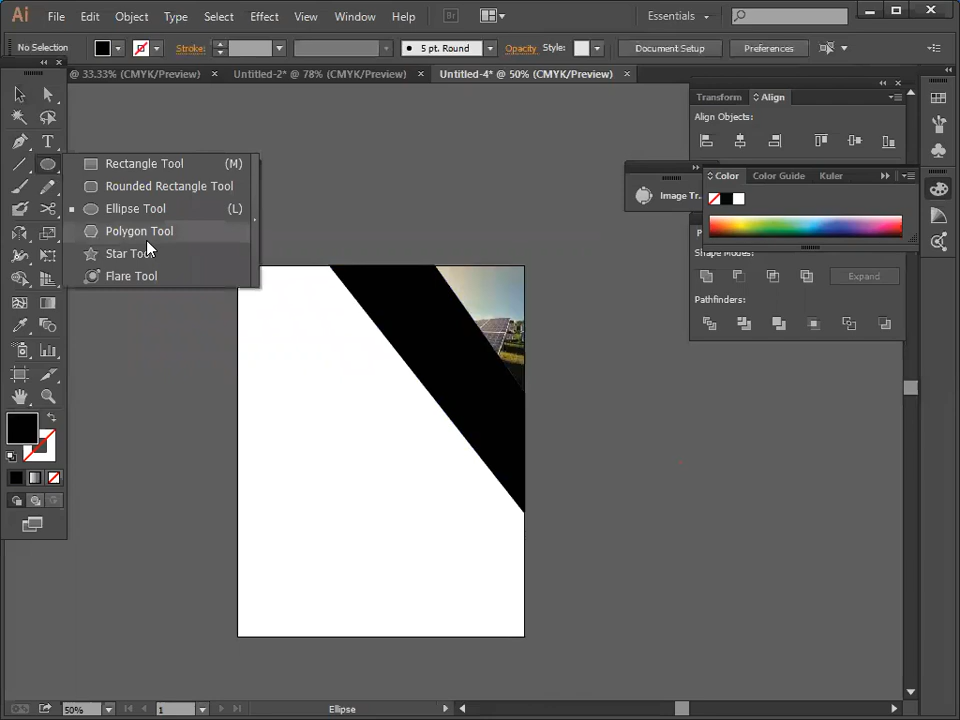 Ai File Edit Object Type Select Effect View Window Help Br Essentials
No Selection Stroke: 5 pt. Round Opacity Style: Document Setup Preferences
@ 33.33% (CMYK/Preview) × Untitled-2* @ 78% (CMYK/Preview) × Untitled-4* @ 50% (CMYK/Preview) ×
Transform Align
Align Objects:
Rectangle Tool (M)
Rounded Rectangle Tool
Ellipse Tool (L)
Polygon Tool
Star
Flare Tool
Image Tr...
Color Color Guide Kuler
Shape Modes:
Expand
Pathfinders:
50% 1 Ellipse